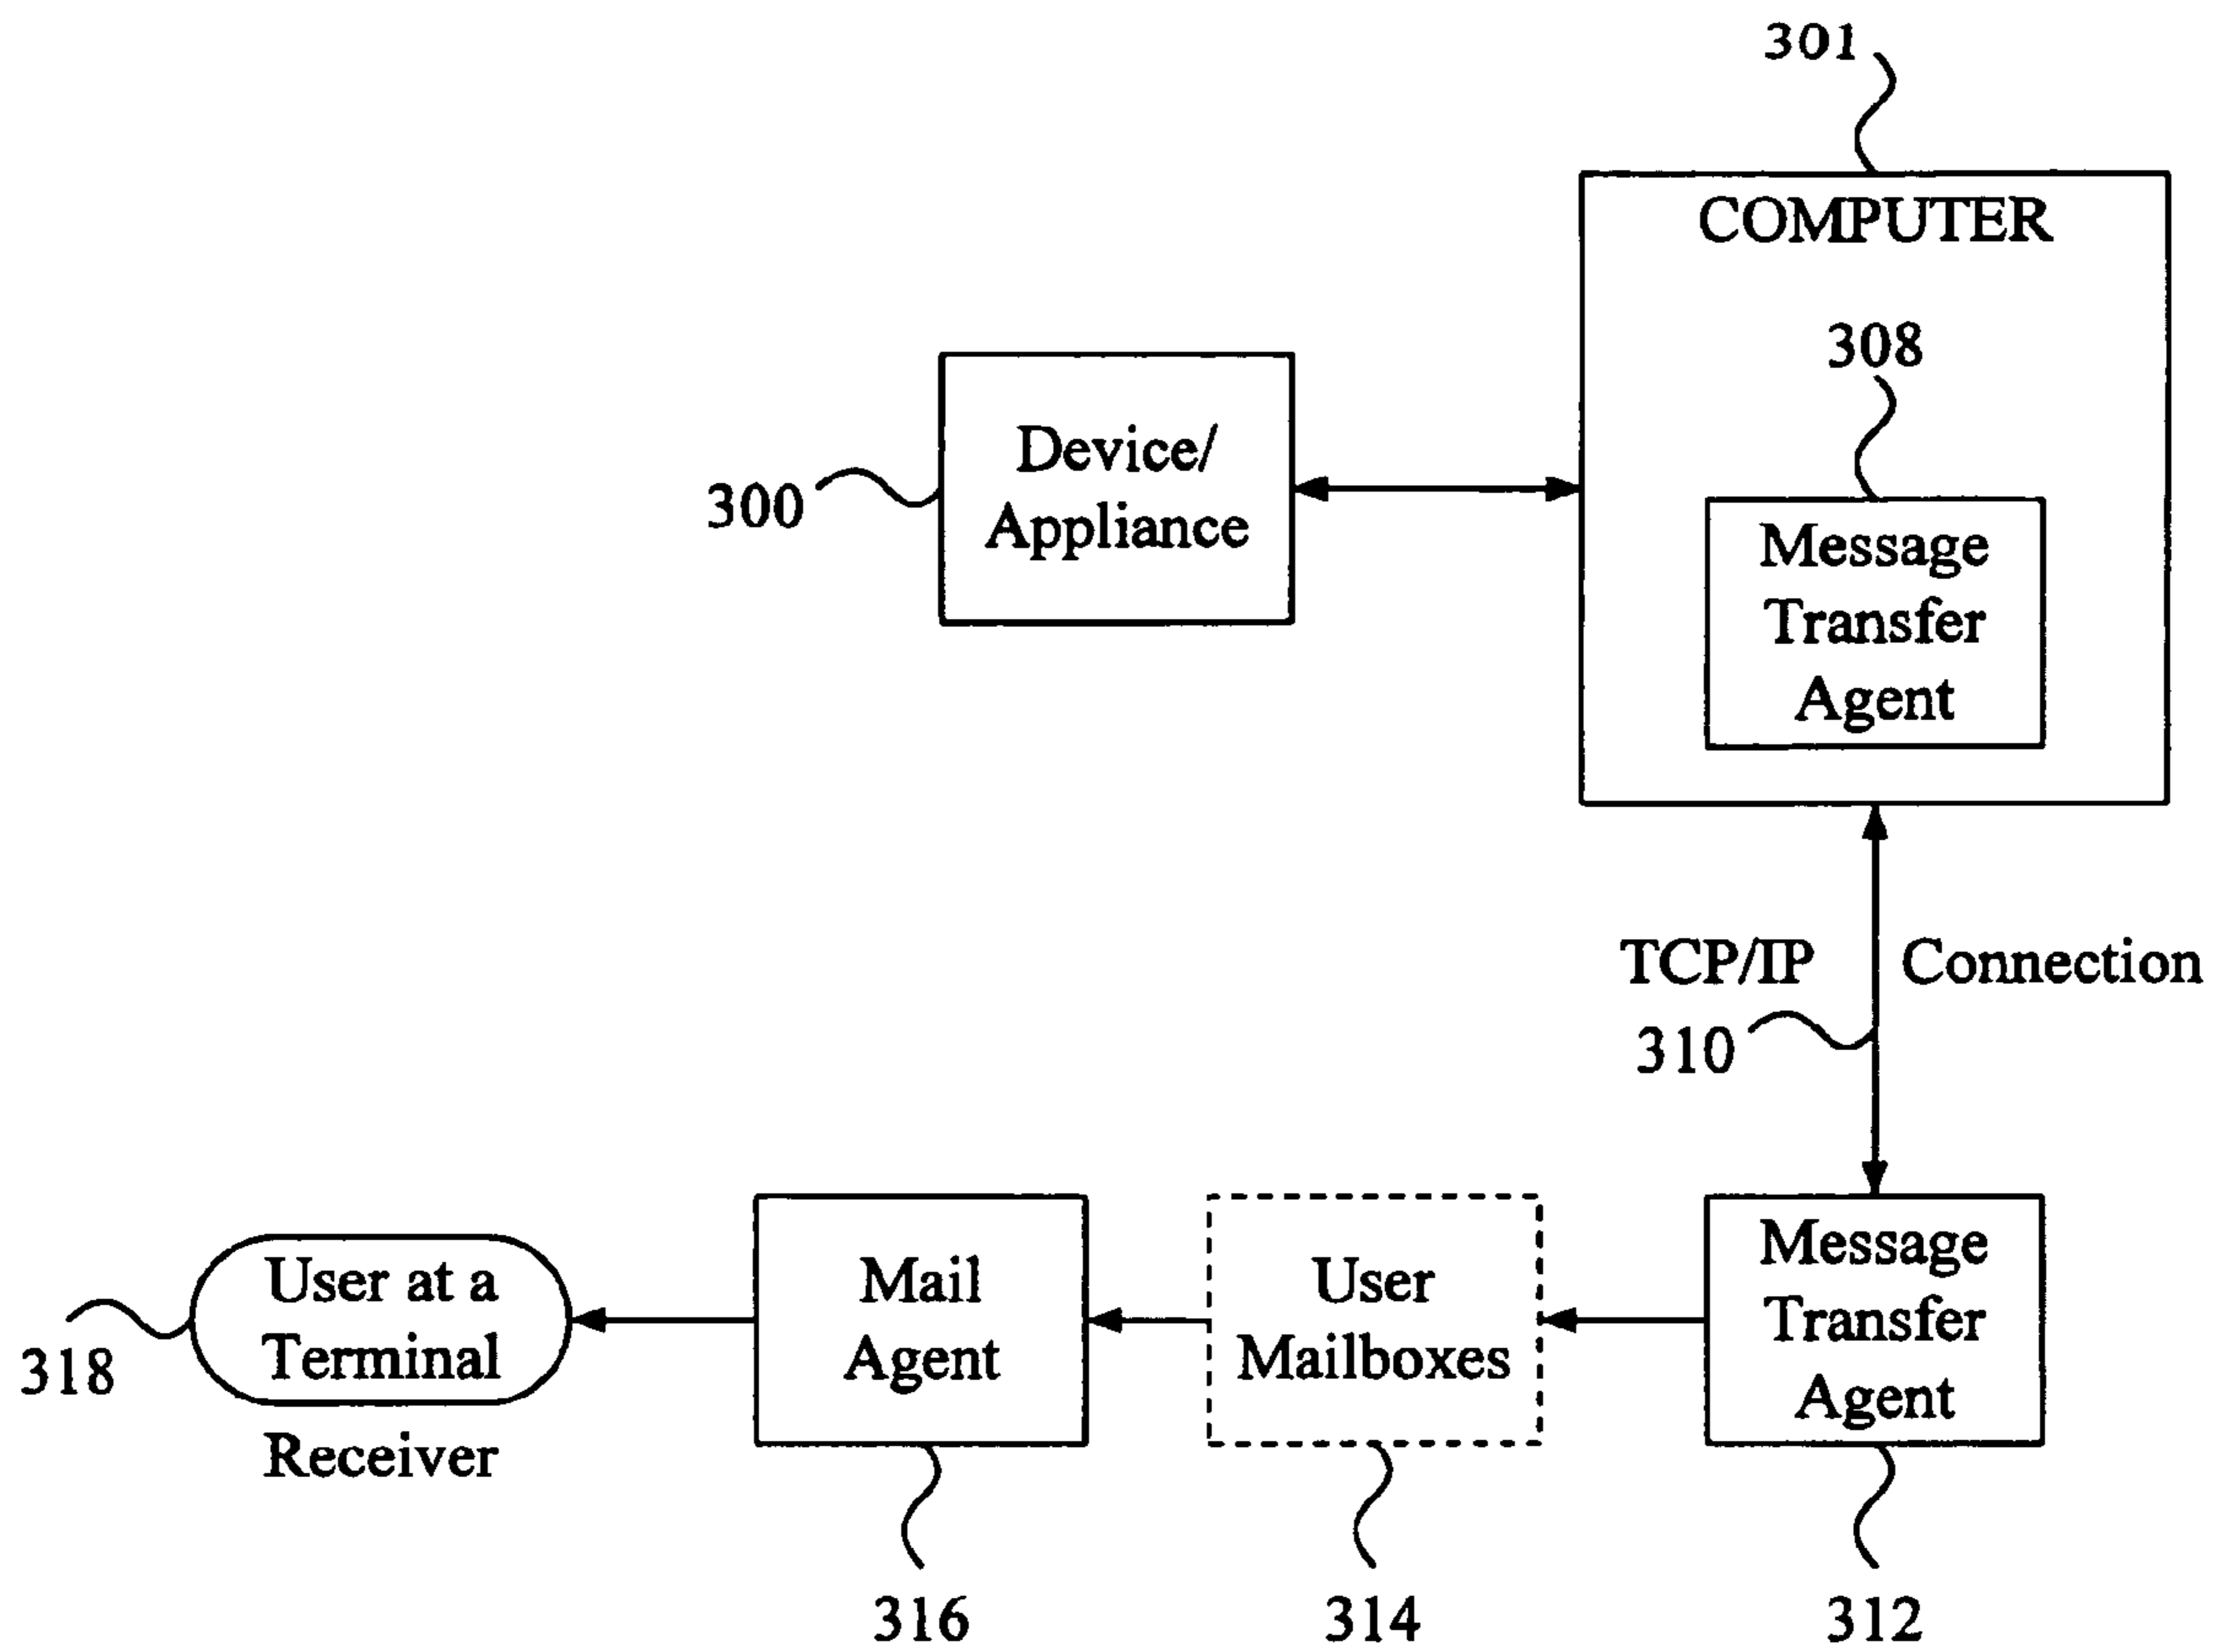 301
COMPUTER
308
Device/
Appliance
300
Message
Transfer
Agent
TCP/IP Connection
310
User at a
Terminal
Receiver
318
Mail
Agent
User
Mailboxes
Message
Transfer
Agent
316
314
312